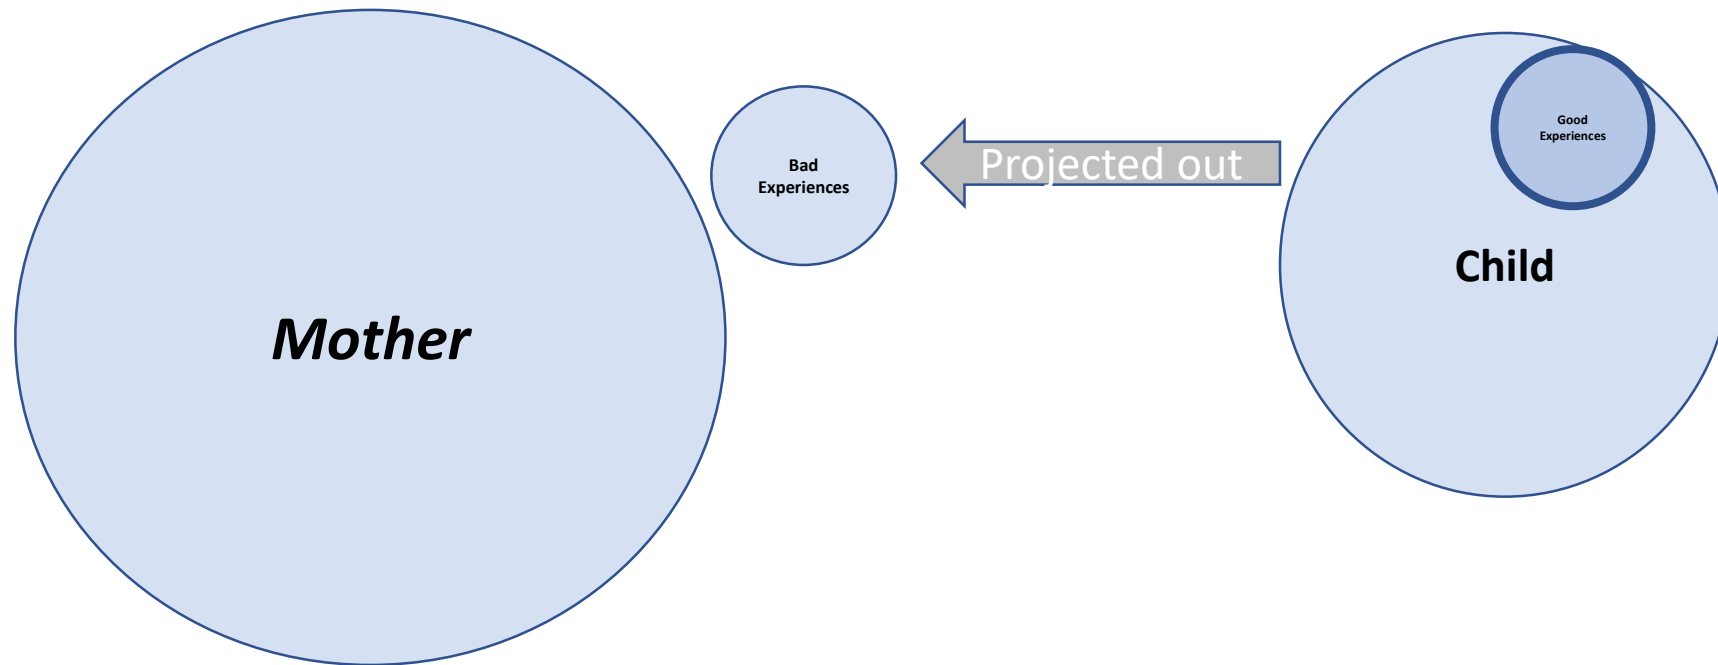 Mother
Bad
Experiences
Projected out
Good
Experiences
Child